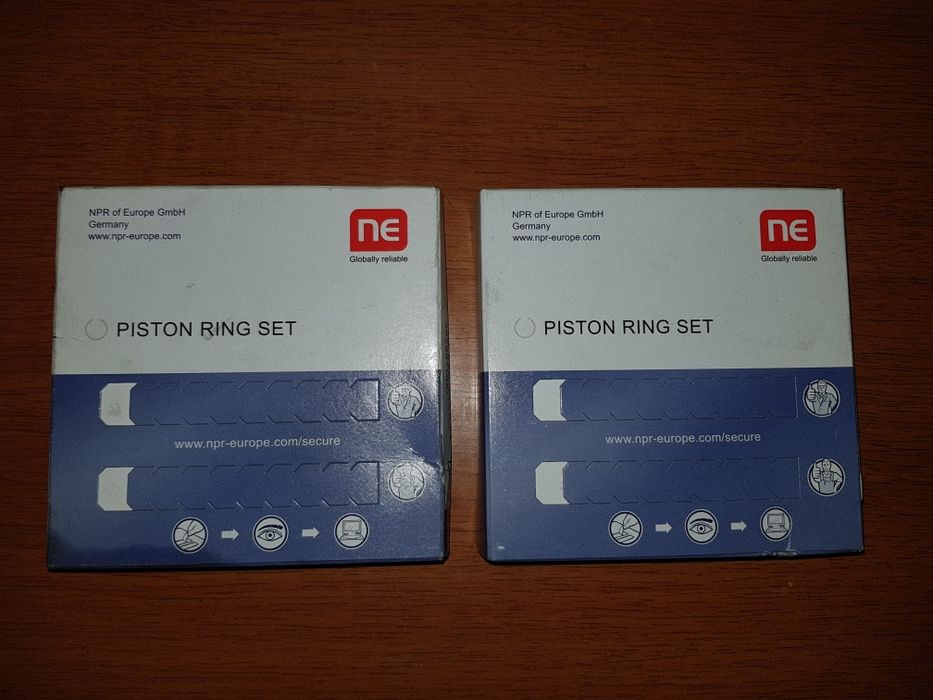 NPR of Europe GmbH
Germany
www.npr-europe.com
NE
Globally reliable
PISTON RING SET
www.npr-europe.com/secure
NPR of Europe GmbH
Germany
www.npr-europe.com
NE
Globally reliable
PISTON RING SET
www.npr-europe.com/secure